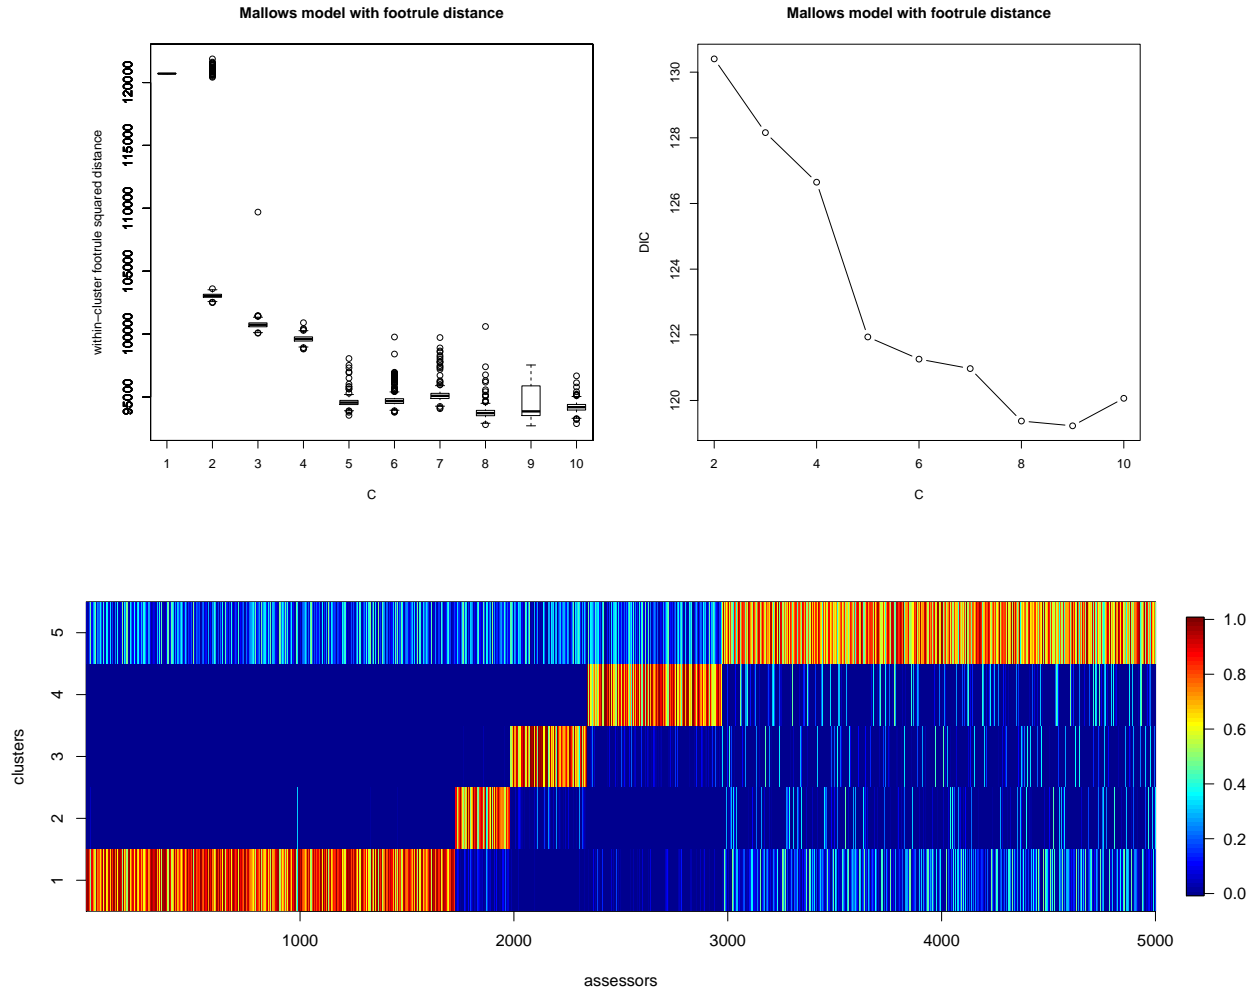 Mallows model with footrule distance
within−cluster footrule squared distance
120000
115000
110000
105000
100000
95000
1 2 3 4 5 6 7 8 9 10
C
Mallows model with footrule distance
DIC
130
128
126
124
122
120
2 4 6 8 10
C
clusters
5
4
3
2
1
1000 2000 3000 4000 5000
assessors
1.0
0.8
0.6
0.4
0.2
0.0